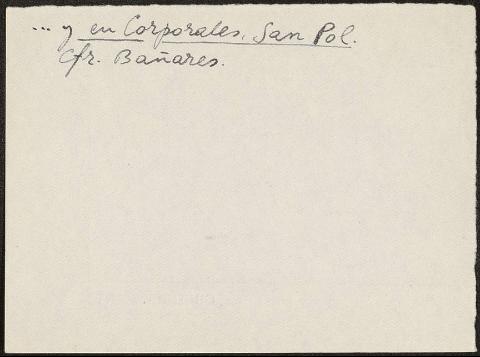 ... y en Corporales, San Pol.
Cfr. Bañares.